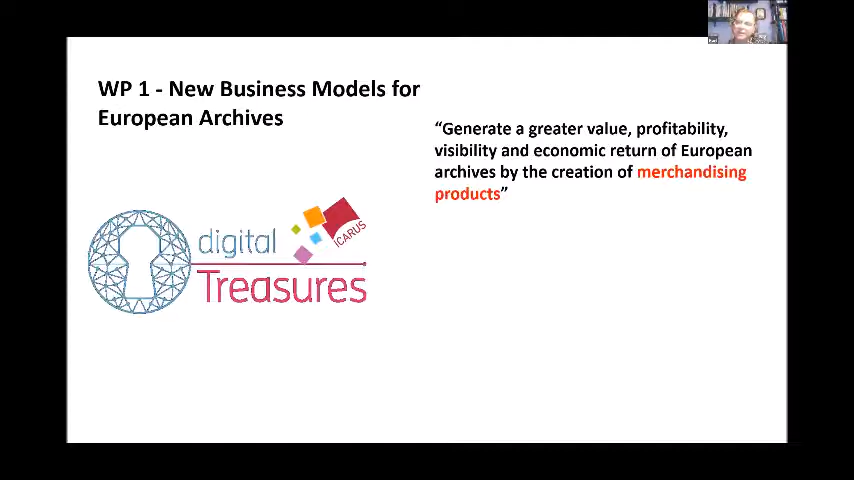 WP 1 - New Business Models for
European Archives
“Generate a greater value, profitability,
visibility and economic return of European
archives by the creation of merchandising
products”
digital
ICARUS
Treasures